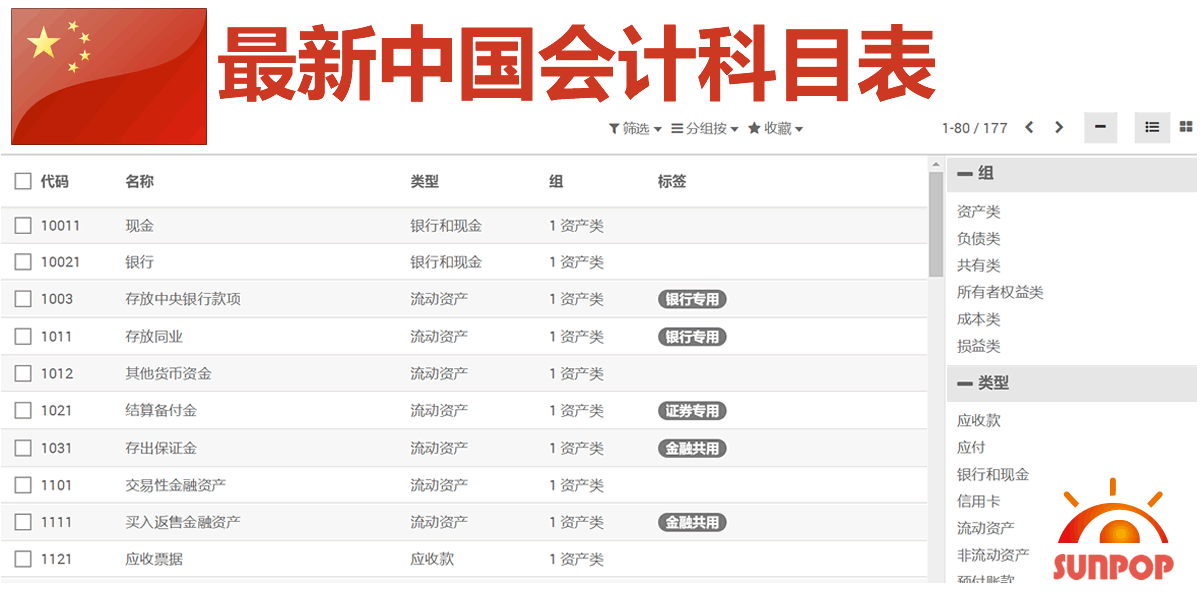 最新中国会计科目表
筛选 分组按 收藏 1-80 / 177
代码 名称 类型 组 标签
10011 现金 银行和现金 1 资产类
10021 银行 银行和现金 1 资产类
1003 存放中央银行款项 流动资产 1 资产类 银行专用
1011 存放同业 流动资产 1 资产类 银行专用
1012 其他货币资金 流动资产 1 资产类
1021 结算备付金 流动资产 1 资产类 证券专用
1031 存出保证金 流动资产 1 资产类 金融共用
1101 交易性金融资产 流动资产 1 资产类
1111 买入返售金融资产 流动资产 1 资产类 金融共用
1121 应收票据 应收款 1 资产类
组
资产类
负债类
共有类
所有者权益类
成本类
损益类
类型
应收款
应付
银行和现金
信用卡
流动资产
非流动资产
预付账款
SUNPOP